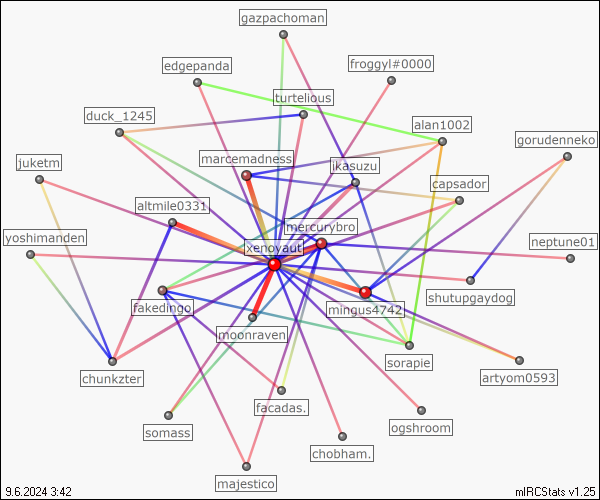 gazpachoman
froggyl#0000
edgepanda
turtelious
duck_1245
alan1002
gorudenneko
marcemadness
ikasuzu
juketm
capsador
altmile0331
mercurybro
yoshimanden
xenoyaut
neptune01
shutupgaydog
fakedingo
mingus4742
moonraven
sorapie
chunkzter
artyom0593
facadas.
somass
ogshroom
chobham.
majestico
9.6.2024 3:42
mIRCStats v1.25